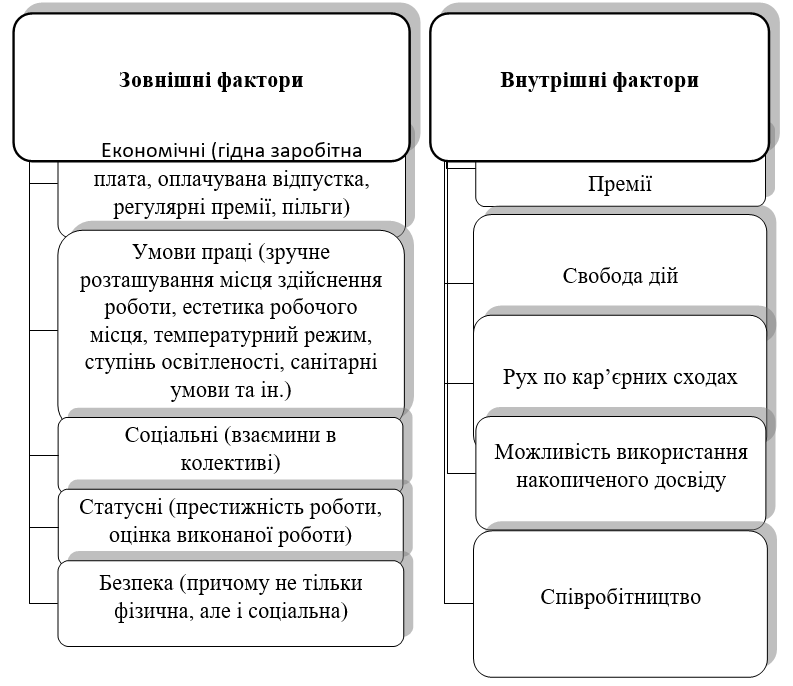 Зовнішні фактори
Економічні (гідна заробітна
плата, оплачувана відпустка,
регулярні премії, пільги)
Умови праці (зручне
розташування місця здійснення
роботи, естетика робочого
місця, температурний режим,
ступінь освітленості, санітарні
умови та ін.)
Соціальні (взаємини в
колективі)
Статусні (престижність роботи,
оцінка виконаної роботи)
Безпека (причому не тільки
фізична, але і соціальна)
Внутрішні фактори
Премії
Свобода дій
Рух по кар’єрних сходах
Можливість використання
накопиченого досвіду
Співробітництво